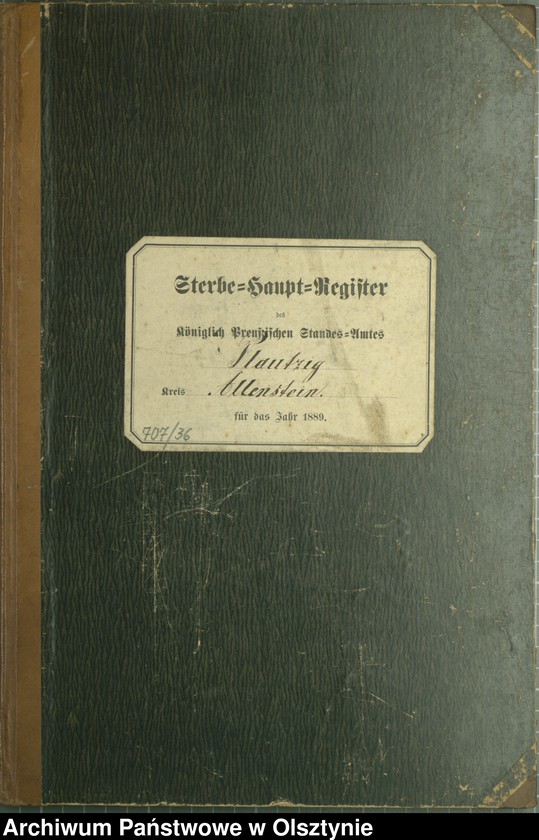 Sterbe=Haupt=Register
des
Königlich Preußischen Standes=Amtes
Plautzig
Kreis Allenstein.
für das Jahr 1889.
707/36
Archiwum Państwowe w Olsztynie